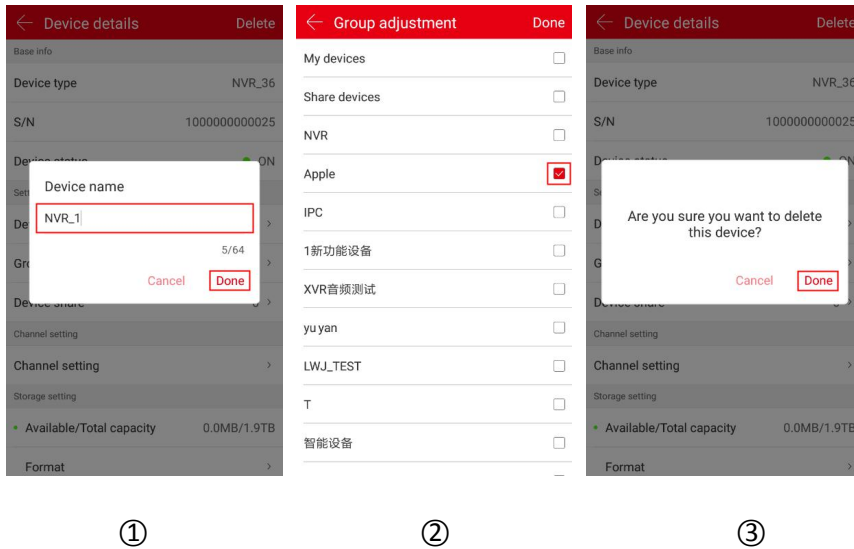 Device details Delete
Base info
Device type NVR_36
S/N 1000000000025
Device status ON
Device name
NVR_1
5/64
Cancel Done
Device share
Channel setting
Channel setting
Storage setting
Available/Total capacity 0.0MB/1.9TB
Format
①
Group adjustment Done
My devices
Share devices
NVR
Apple
IPC
1新功能设备
XVR音频测试
yu yan
LWJ_TEST
T
智能设备
②
Device details Delete
Base info
Device type NVR_36
S/N 1000000000025
Are you sure you want to delete
this device?
Cancel Done
Channel setting
Channel setting
Storage setting
Available/Total capacity 0.0MB/1.9TB
Format
③